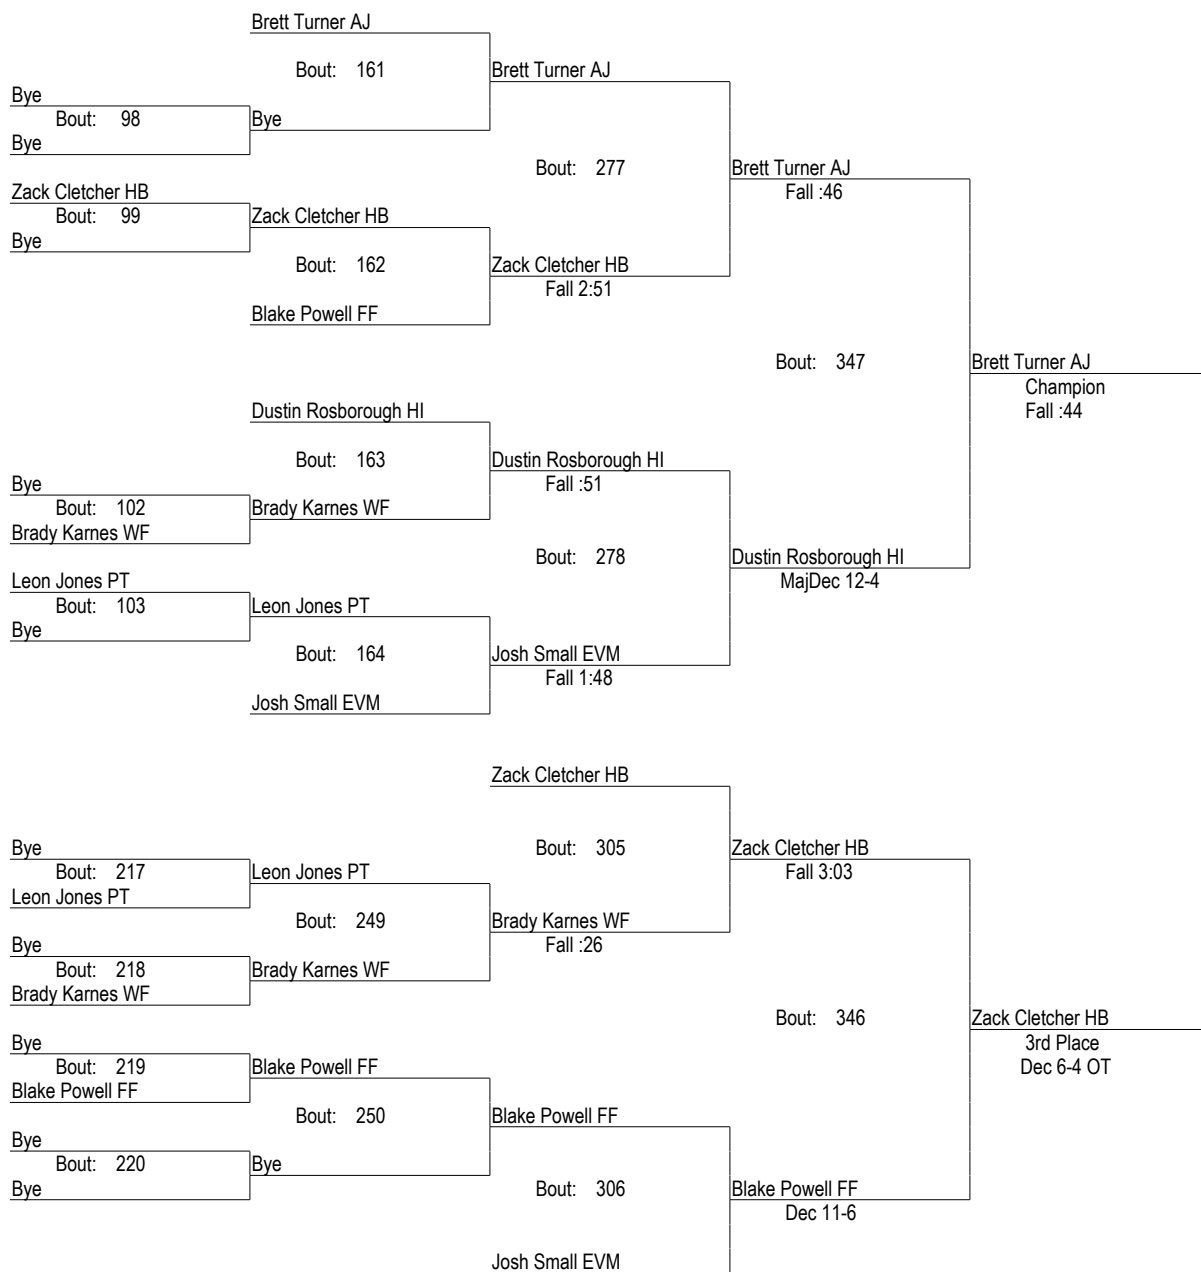 Brett Turner AJ
Bout: 161
Brett Turner AJ
Bye
Bout: 98
Bye
Bye
Bout: 277
Brett Turner AJ
Fall :46
Zack Cletcher HB
Bout: 99
Zack Cletcher HB
Bye
Bout: 162
Zack Cletcher HB
Fall 2:51
Blake Powell FF
Bout: 347
Brett Turner AJ
Champion
Fall :44
Dustin Rosborough HI
Bout: 163
Dustin Rosborough HI
Fall :51
Bye
Bout: 102
Brady Karnes WF
Brady Karnes WF
Bout: 278
Dustin Rosborough HI
MajDec 12-4
Leon Jones PT
Bout: 103
Leon Jones PT
Bye
Bout: 164
Josh Small EVM
Fall 1:48
Josh Small EVM
Zack Cletcher HB
Bout: 305
Zack Cletcher HB
Fall 3:03
Bye
Bout: 217
Leon Jones PT
Leon Jones PT
Bout: 249
Brady Karnes WF
Fall :26
Bye
Bout: 218
Brady Karnes WF
Brady Karnes WF
Bout: 346
Zack Cletcher HB
3rd Place
Dec 6-4 OT
Bye
Bout: 219
Blake Powell FF
Blake Powell FF
Bout: 250
Blake Powell FF
Bye
Bout: 220
Bye
Bye
Bout: 306
Blake Powell FF
Dec 11-6
Josh Small EVM